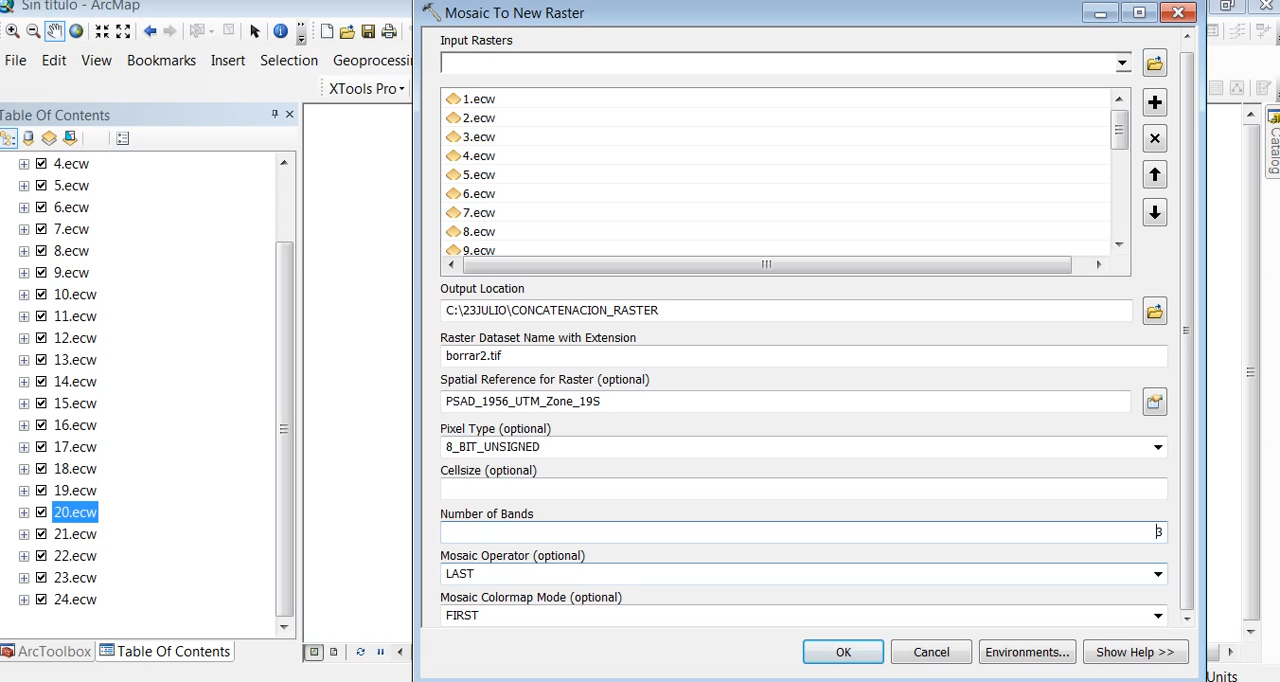 Sin título - ArcMap
File Edit View Bookmarks Insert Selection Geoprocessi
XTools Pro
Table Of Contents
4.ecw
5.ecw
6.ecw
7.ecw
8.ecw
9.ecw
10.ecw
11.ecw
12.ecw
13.ecw
14.ecw
15.ecw
16.ecw
17.ecw
18.ecw
19.ecw
20.ecw
21.ecw
22.ecw
23.ecw
24.ecw
ArcToolbox Table Of Contents
Mosaic To New Raster
Input Rasters
1.ecw
2.ecw
3.ecw
4.ecw
5.ecw
6.ecw
7.ecw
8.ecw
9.ecw
Output Location
C:\23JULIO\CONCATENACION_RASTER
Raster Dataset Name with Extension
borrar2.tif
Spatial Reference for Raster (optional)
PSAD_1956_UTM_Zone_19S
Pixel Type (optional)
8_BIT_UNSIGNED
Cellsize (optional)
Number of Bands
3
Mosaic Operator (optional)
LAST
Mosaic Colormap Mode (optional)
FIRST
OK Cancel Environments... Show Help >>
Catalog
Units